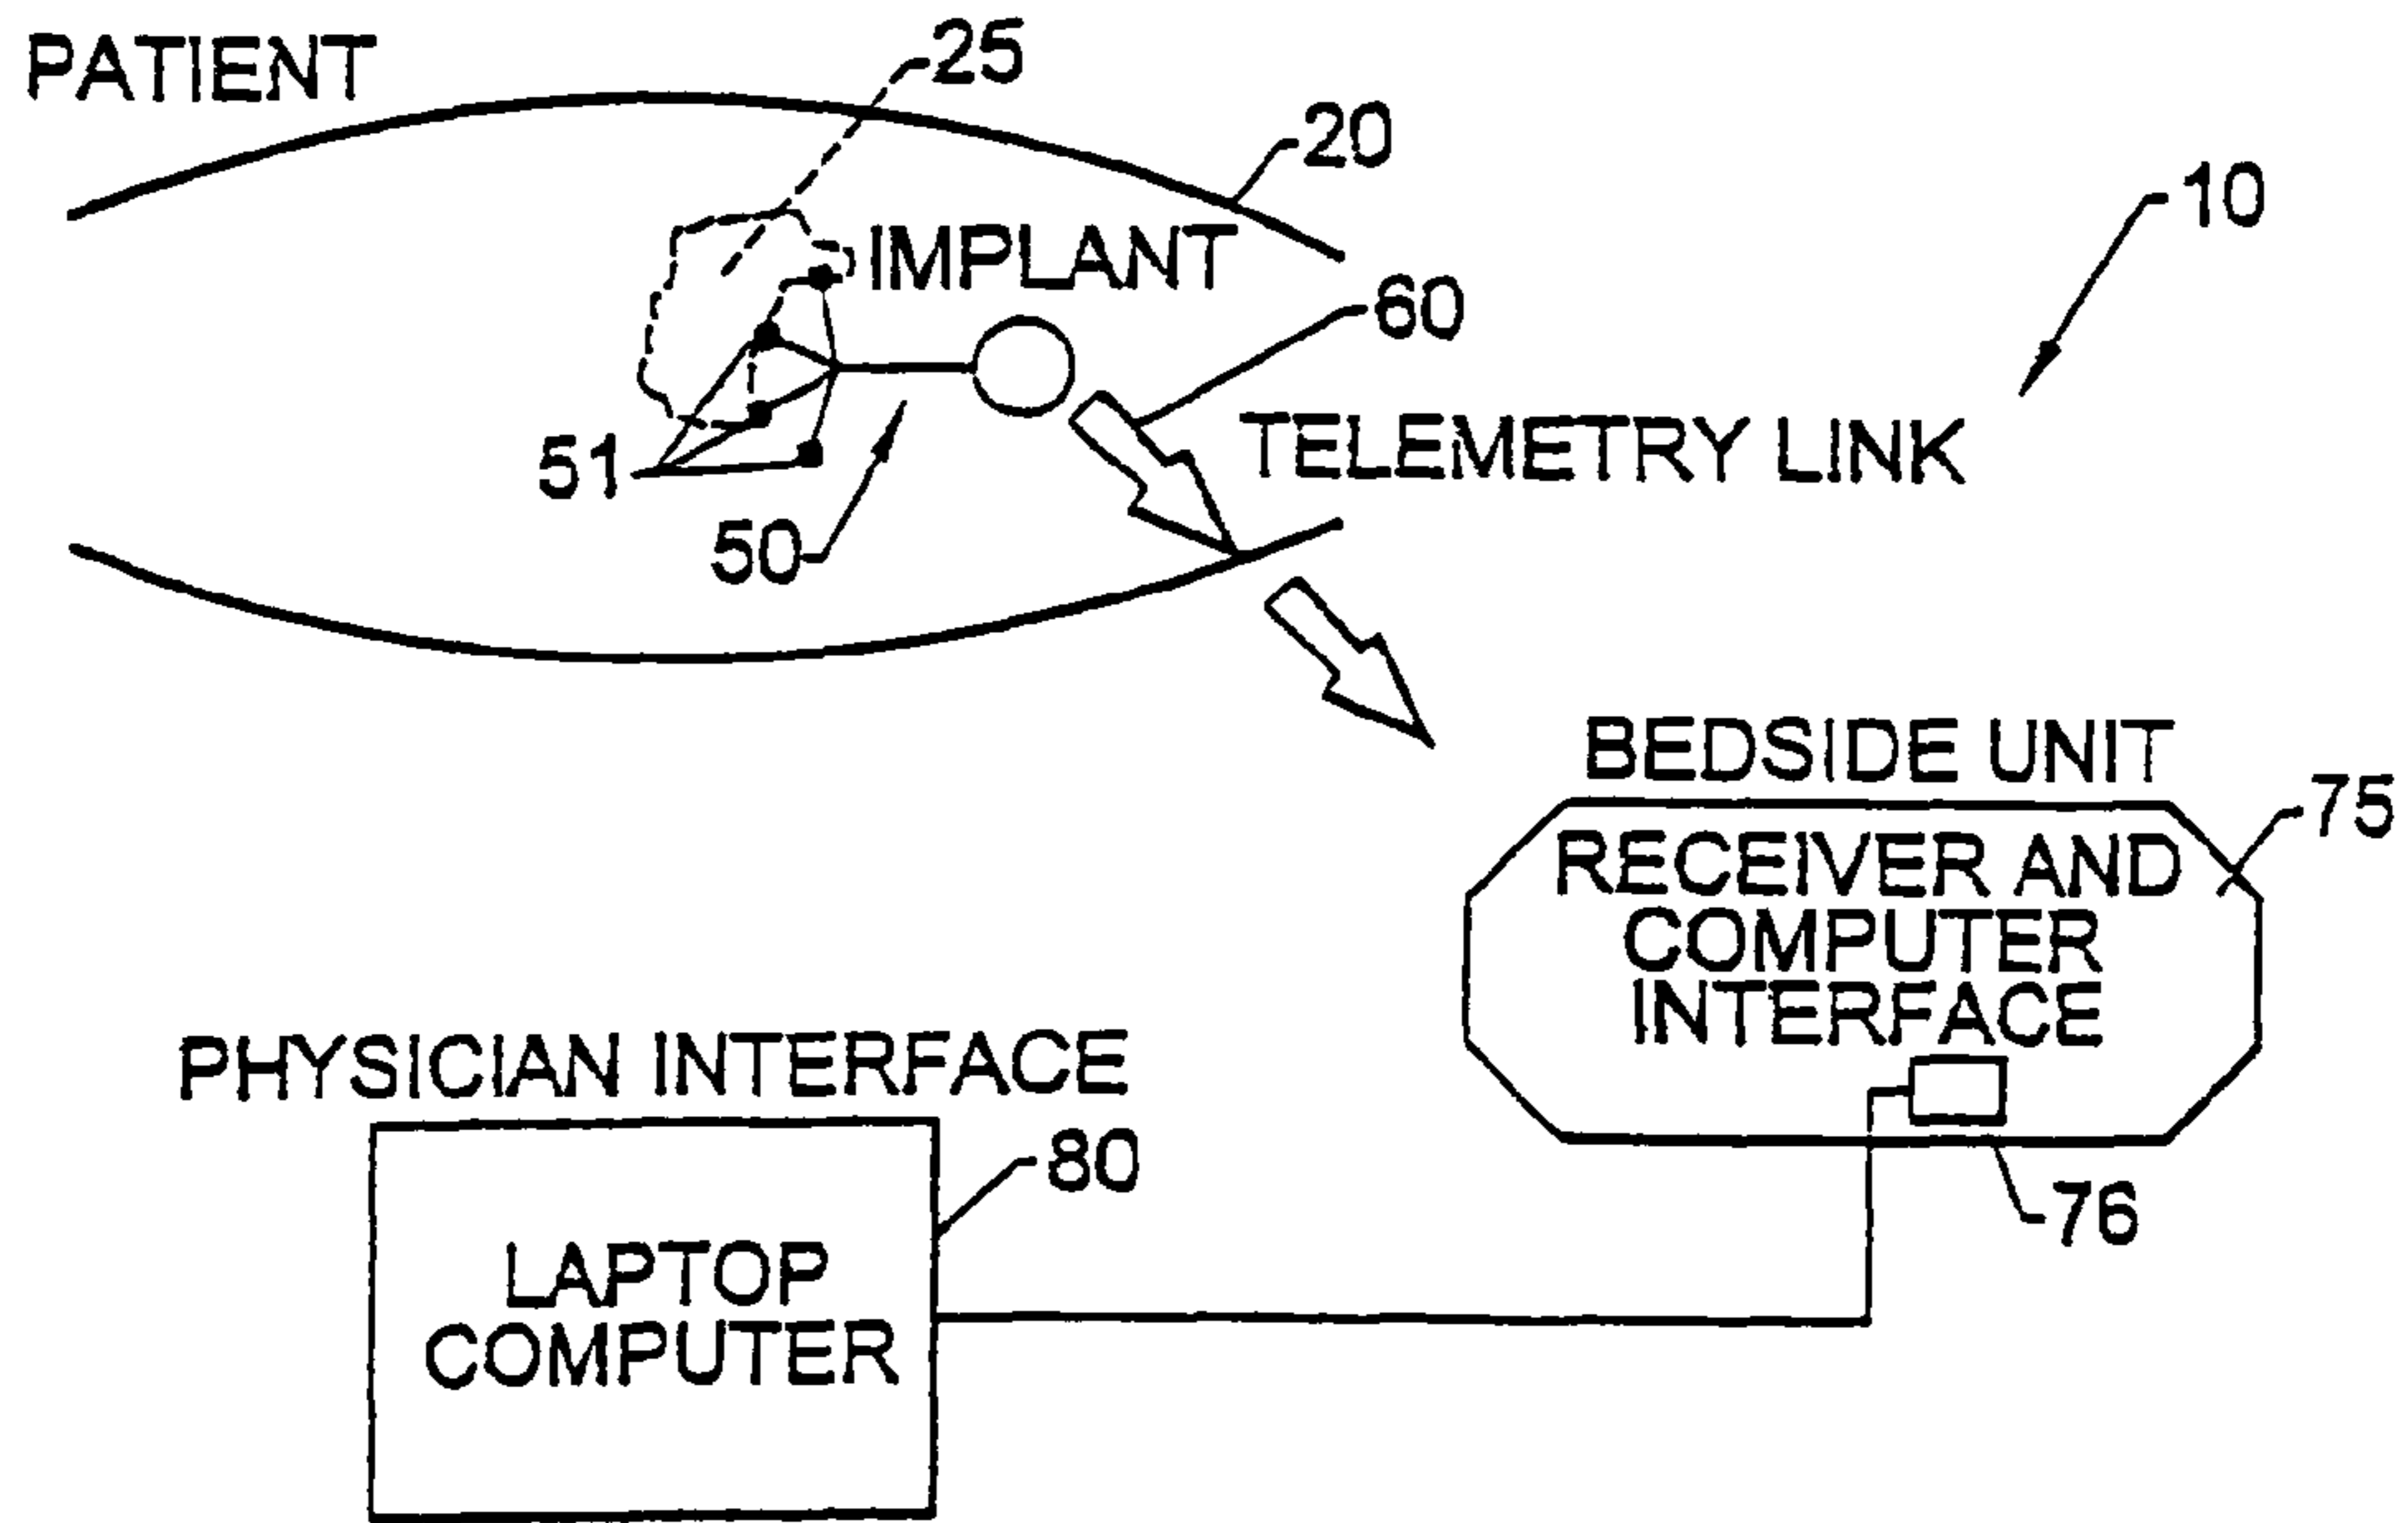 PATIENT
25
20
10
IMPLANT
60
TELEMETRY LINK
51
50
BEDSIDE UNIT
75
RECEIVER AND
COMPUTER
INTERFACE
76
PHYSICIAN INTERFACE
80
LAPTOP
COMPUTER